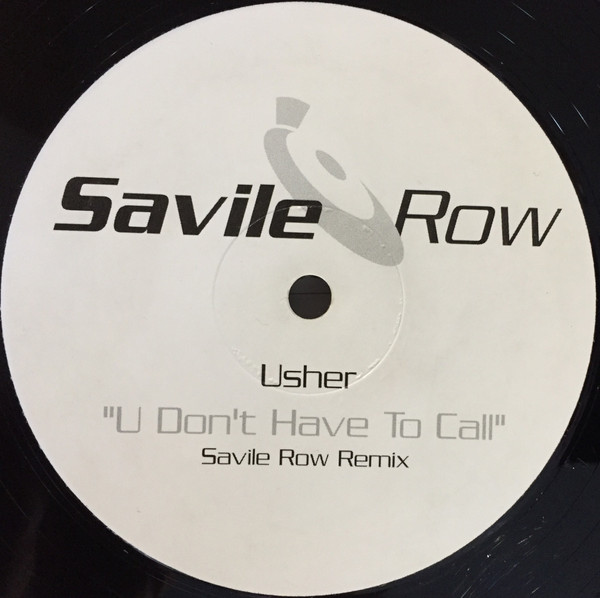 Savile Row
Usher
"U Don't Have To Call"
Savile Row Remix